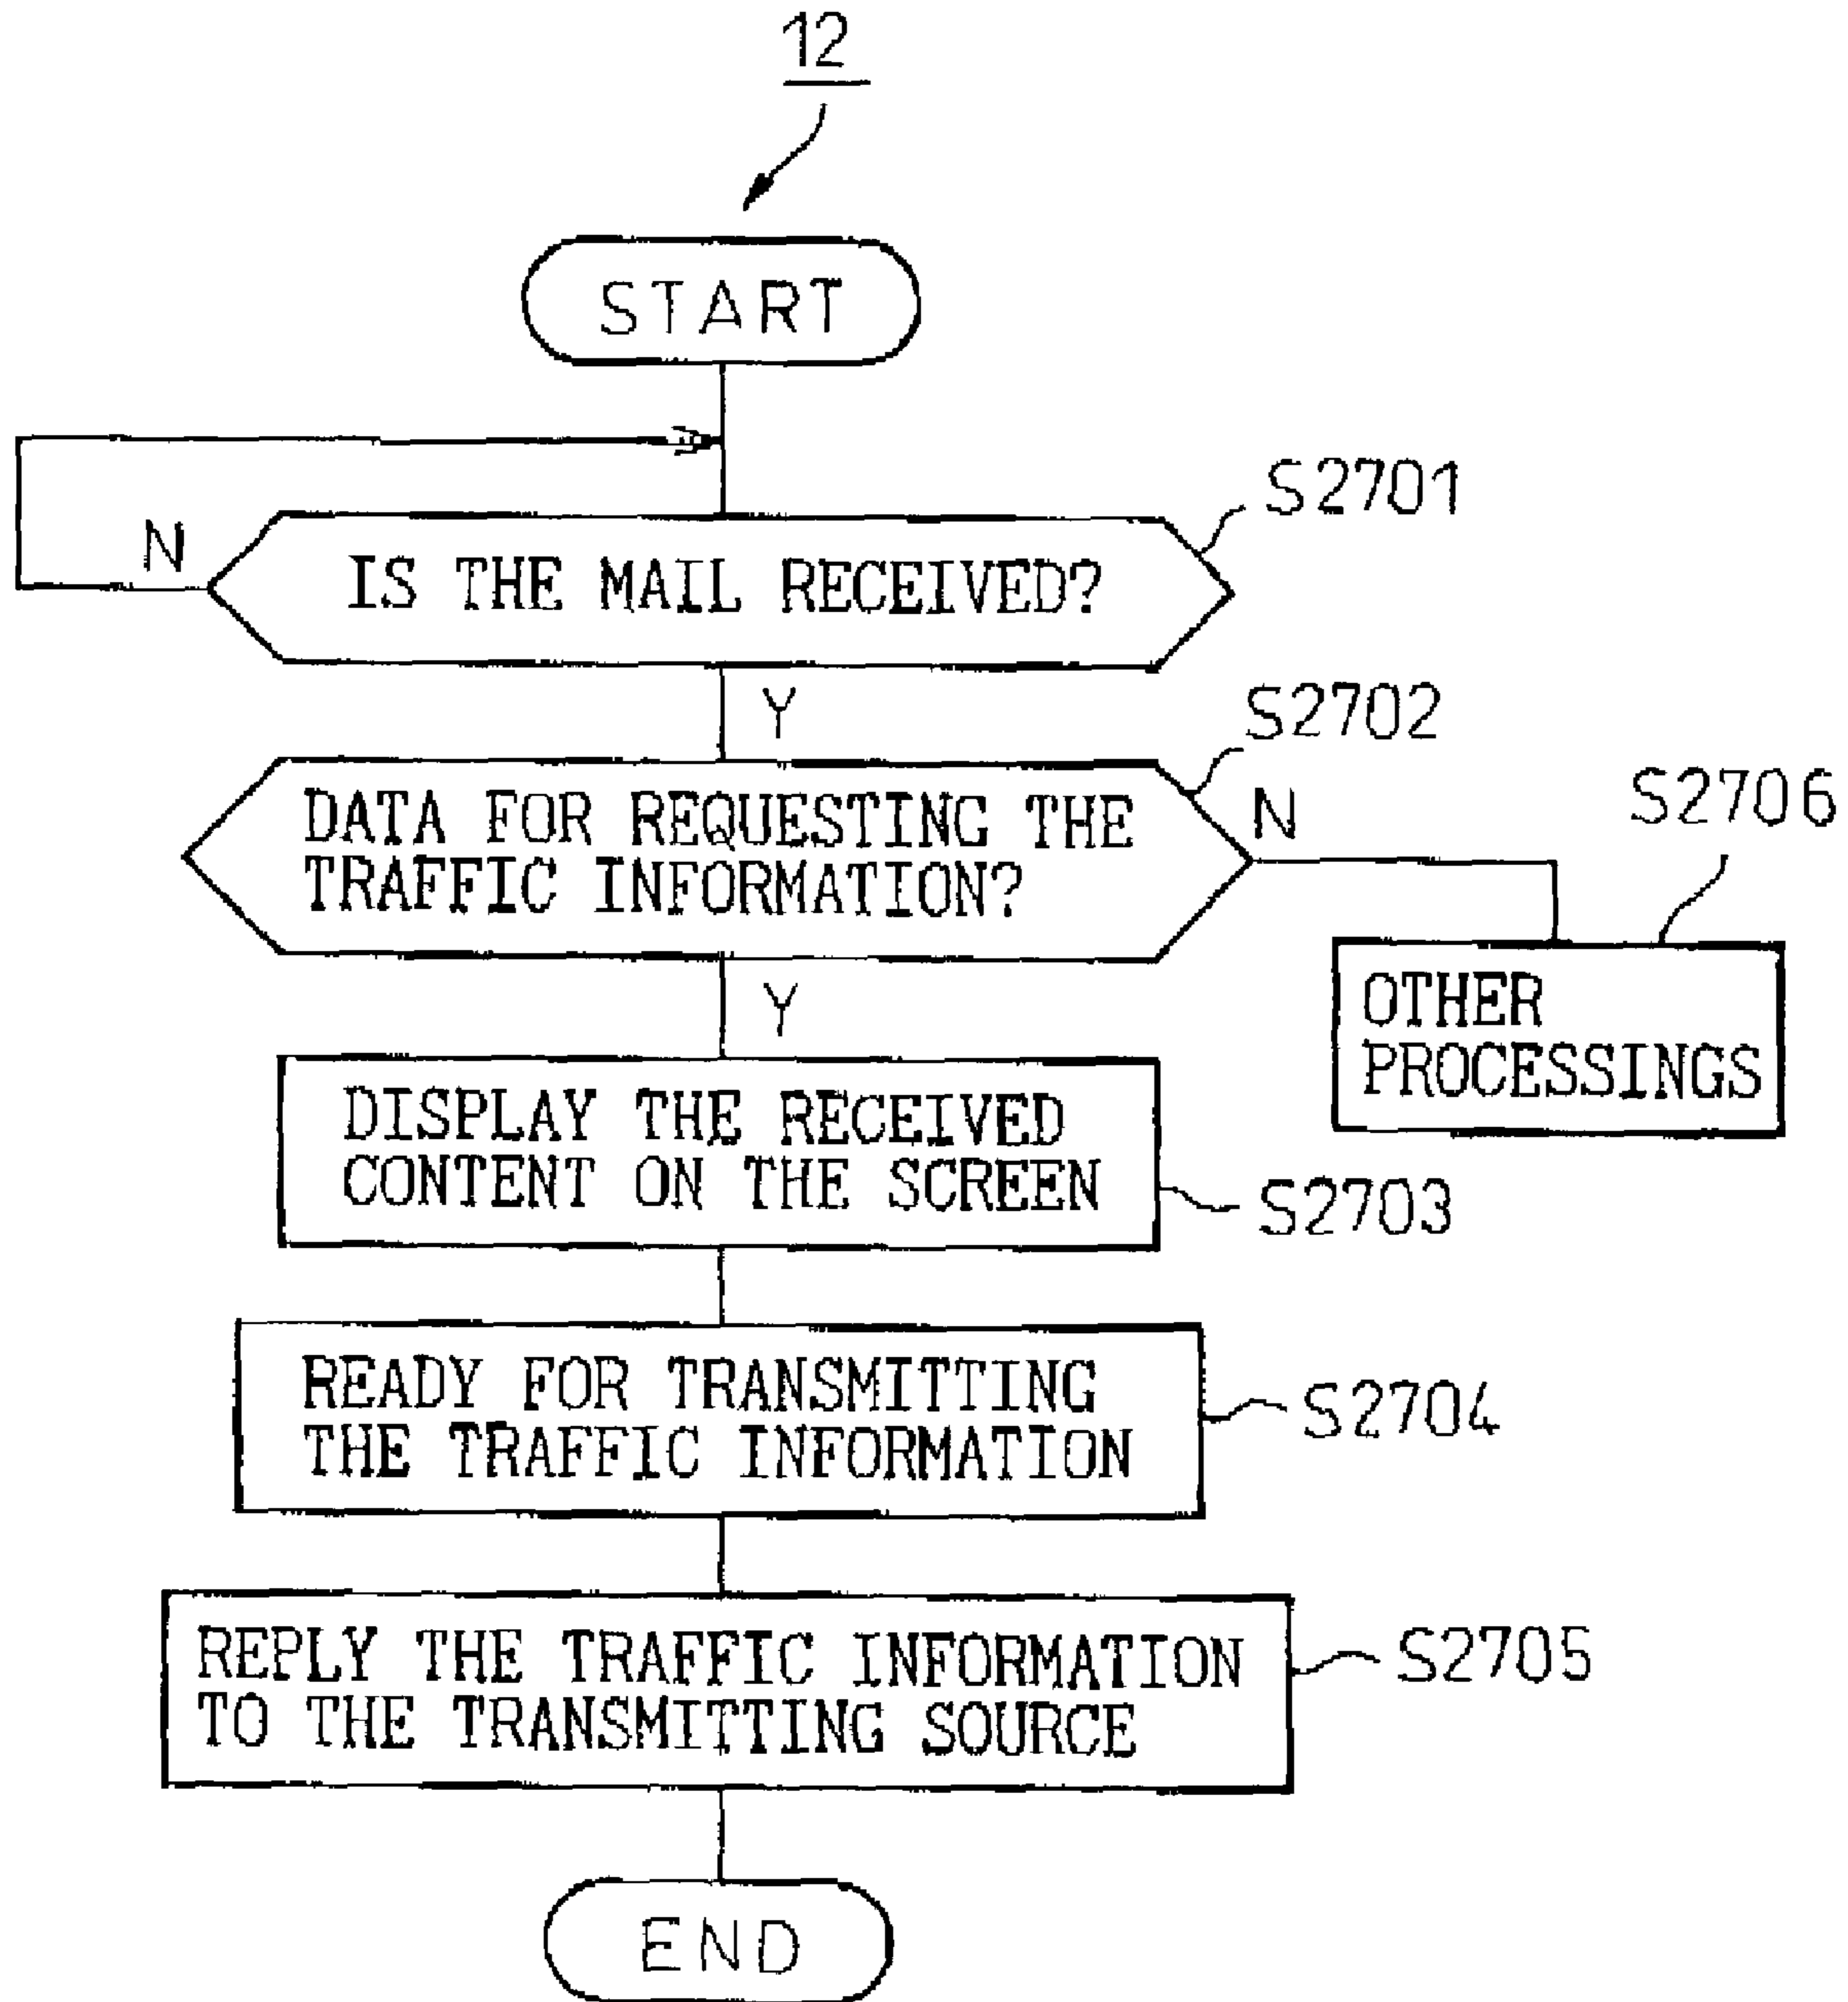 12
START
S2701
N
IS THE MAIL RECEIVED?
Y
S2702
S2706
N
DATA FOR REQUESTING THE
TRAFFIC INFORMATION?
Y
OTHER
PROCESSINGS
DISPLAY THE RECEIVED
CONTENT ON THE SCREEN
S2703
READY FOR TRANSMITTING
THE TRAFFIC INFORMATION
S2704
REPLY THE TRAFFIC INFORMATION
TO THE TRANSMITTING SOURCE
S2705
END